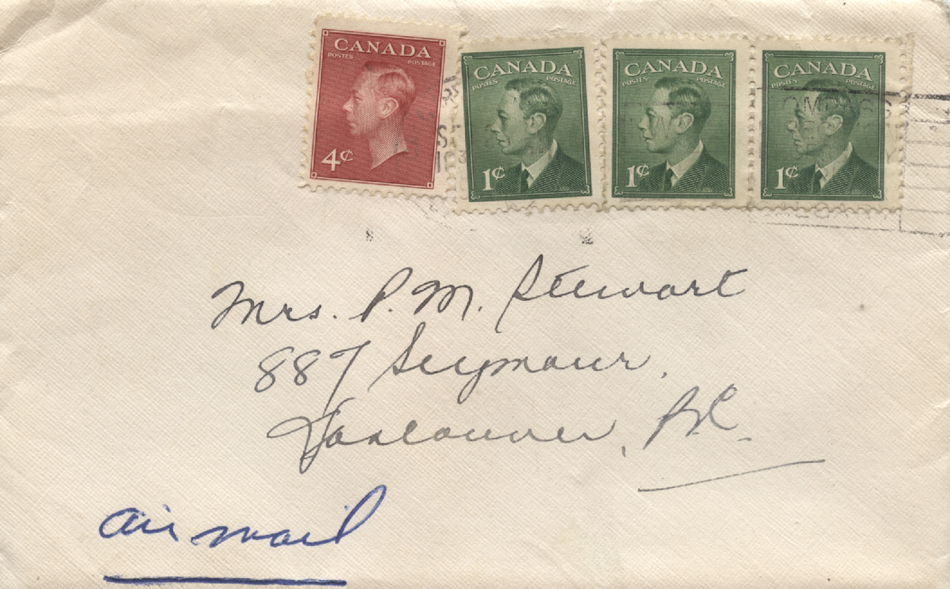 CANADA
POSTES POSTAGE
4¢
CANADA
POSTES POSTAGE
1¢
CANADA
POSTES POSTAGE
1¢
CANADA
POSTES POSTAGE
1¢
Mrs. P. M. Stewart
887 Seymour,
Vancouver, B.C.
air mail